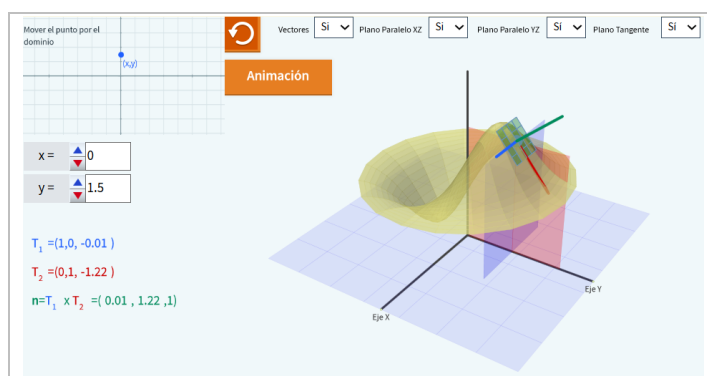 Mover el punto por el
dominio
(x,y)
Vectores Si Plano Paralelo XZ Si Plano Paralelo YZ Si Plano Tangente Si
Animación
x = 0
y = 1.5
T1 =(1,0, -0.01 )
T2 =(0,1, -1.22 )
n=T1 x T2 =( 0.01 , 1.22 ,1)
Eje Y
Eje X